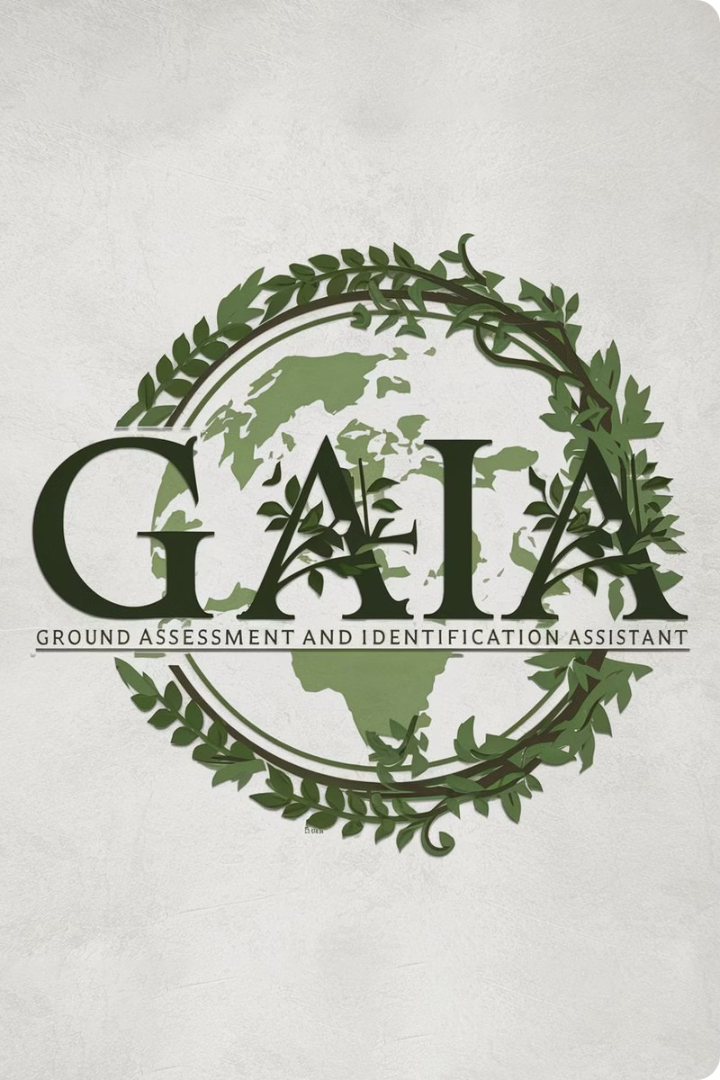 GAIA
GROUND ASSESSMENT AND IDENTIFICATION ASSISTANT